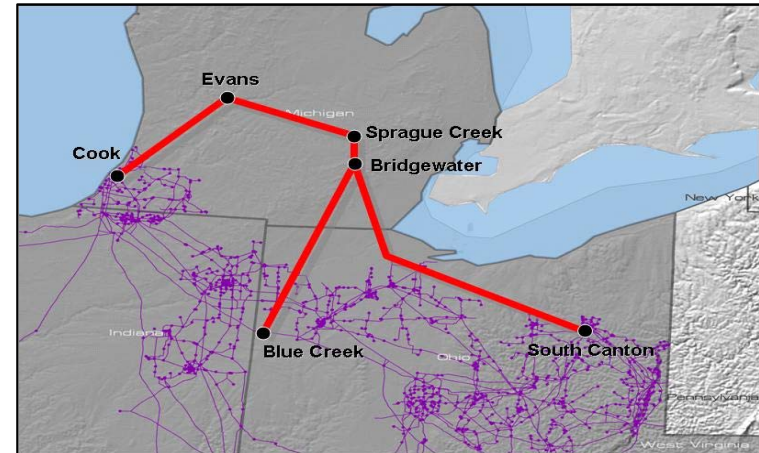 Evans
Michigan
Sprague Creek
Cook
Bridgewater
New York
Indiana
Blue Creek
Ohio
South Canton
Pennsylvania
West Virginia